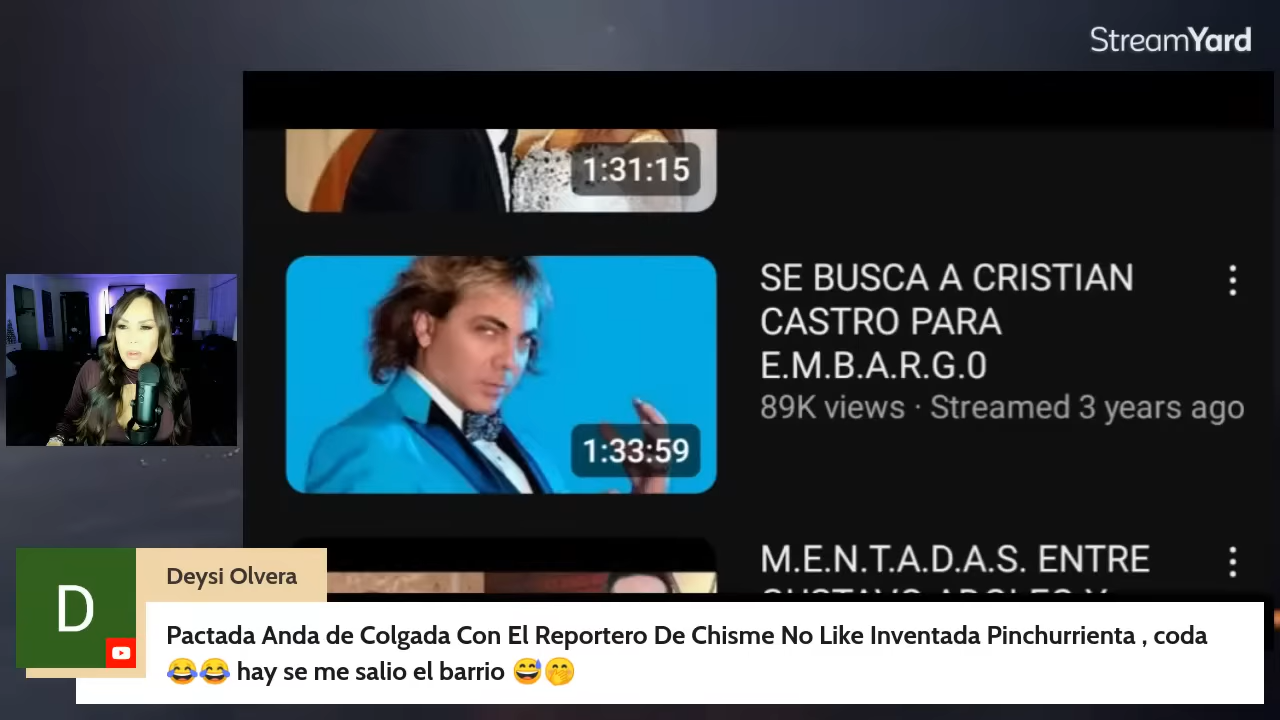 StreamYard
1:31:15
SE BUSCA A CRISTIAN
CASTRO PARA
E.M.B.A.R.G.0
89K views · Streamed 3 years ago
1:33:59
M.E.N.T.A.D.A.S. ENTRE
GUSTAVO ADOLFO Y
D
Deysi Olvera
Pactada Anda de Colgada Con El Reportero De Chisme No Like Inventada Pinchurrienta , coda
😂😂 hay se me salio el barrio 😅🤭